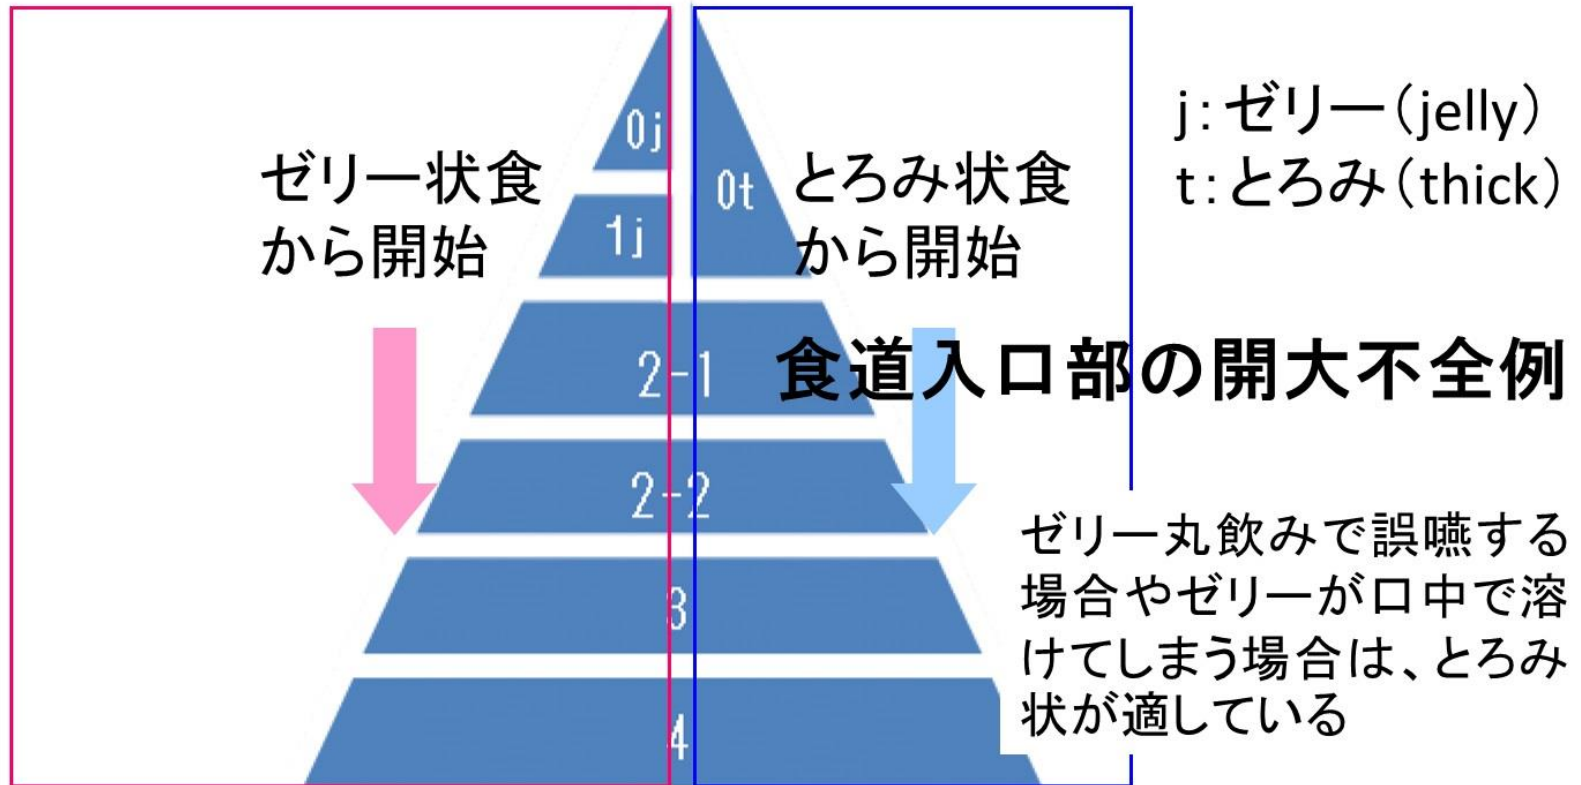 0j
1j
0t
2-1
2-2
3
4
ゼリー状食
から開始
とろみ状食
から開始
j：ゼリー（jelly）
t：とろみ（thick）
食道入口部の開大不全例
ゼリー丸飲みで誤嚥する
場合やゼリーが口中で溶
けてしまう場合は、とろみ
状が適している